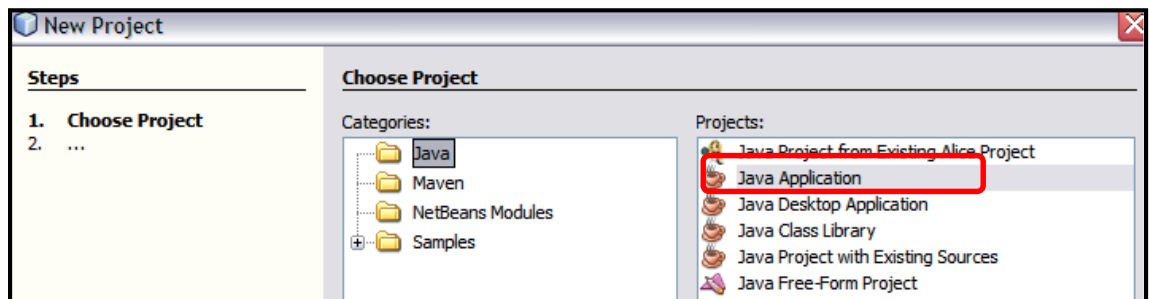 New Project
Steps
1. Choose Project
2. ...
Choose Project
Categories:
Java
Maven
NetBeans Modules
Samples
Projects:
Java Project from Existing Alice Project
Java Application
Java Desktop Application
Java Class Library
Java Project with Existing Sources
Java Free-Form Project